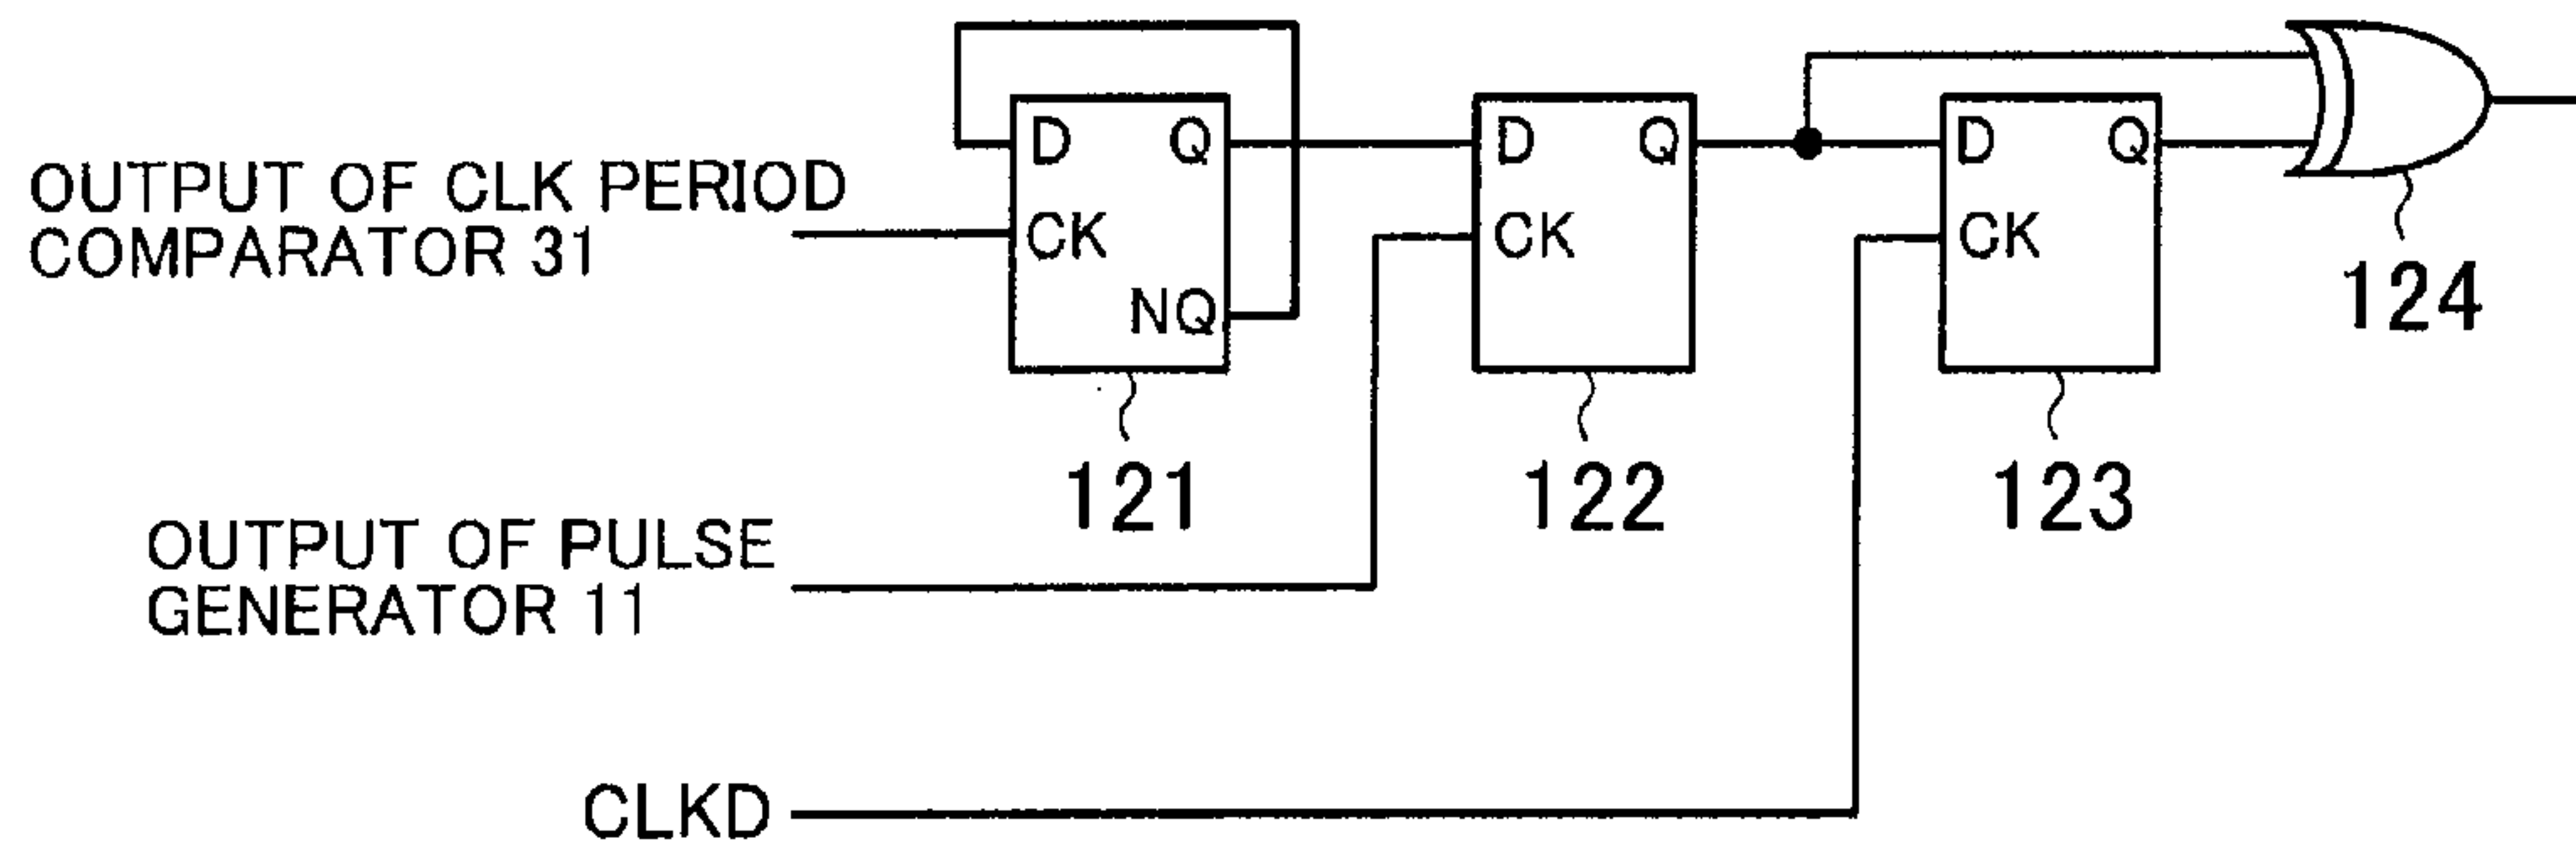 D Q
CK
NQ
D Q
CK
D Q
CK
OUTPUT OF CLK PERIOD
COMPARATOR 31
124
121
122
123
OUTPUT OF PULSE
GENERATOR 11
CLKD